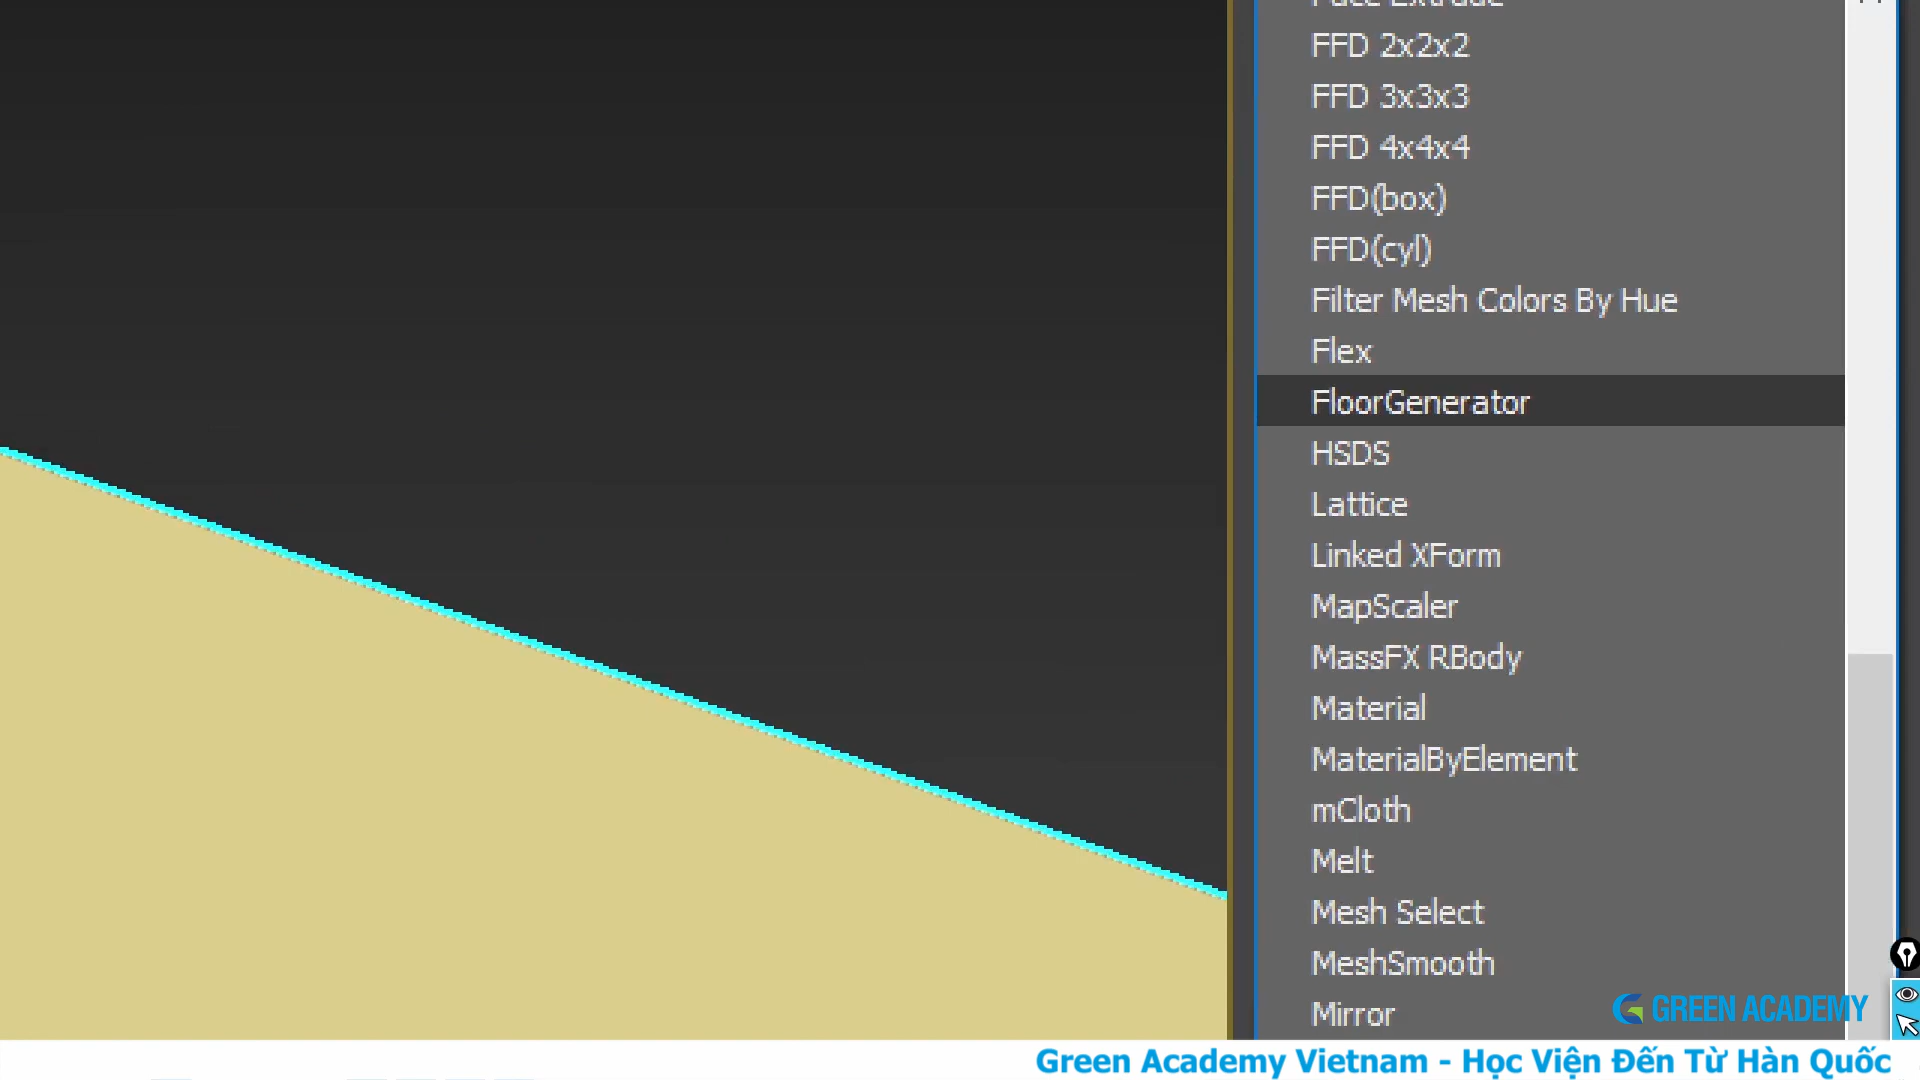 Face Extrude
FFD 2x2x2
FFD 3x3x3
FFD 4x4x4
FFD(box)
FFD(cyl)
Filter Mesh Colors By Hue
Flex
FloorGenerator
HSDS
Lattice
Linked XForm
MapScaler
MassFX RBody
Material
MaterialByElement
mCloth
Melt
Mesh Select
MeshSmooth
Mirror
GREEN ACADEMY
Green Academy Vietnam - Học Viện Đến Từ Hàn Quốc